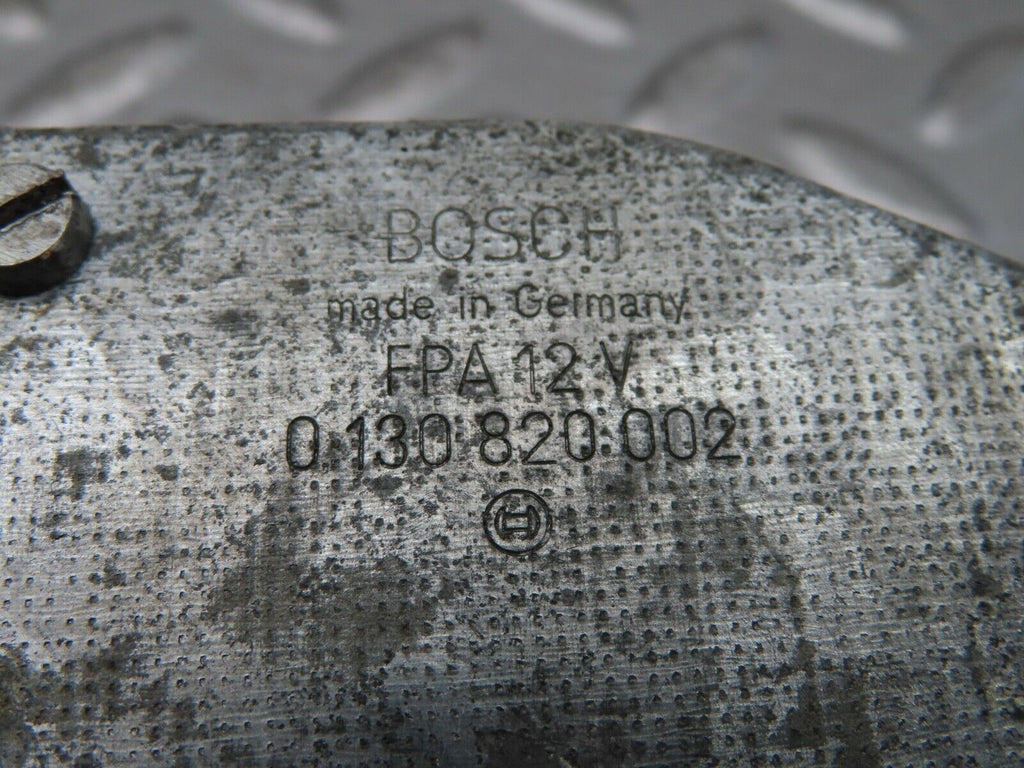 BOSCH
made in Germany
FPA 12 V
0 130 820 002